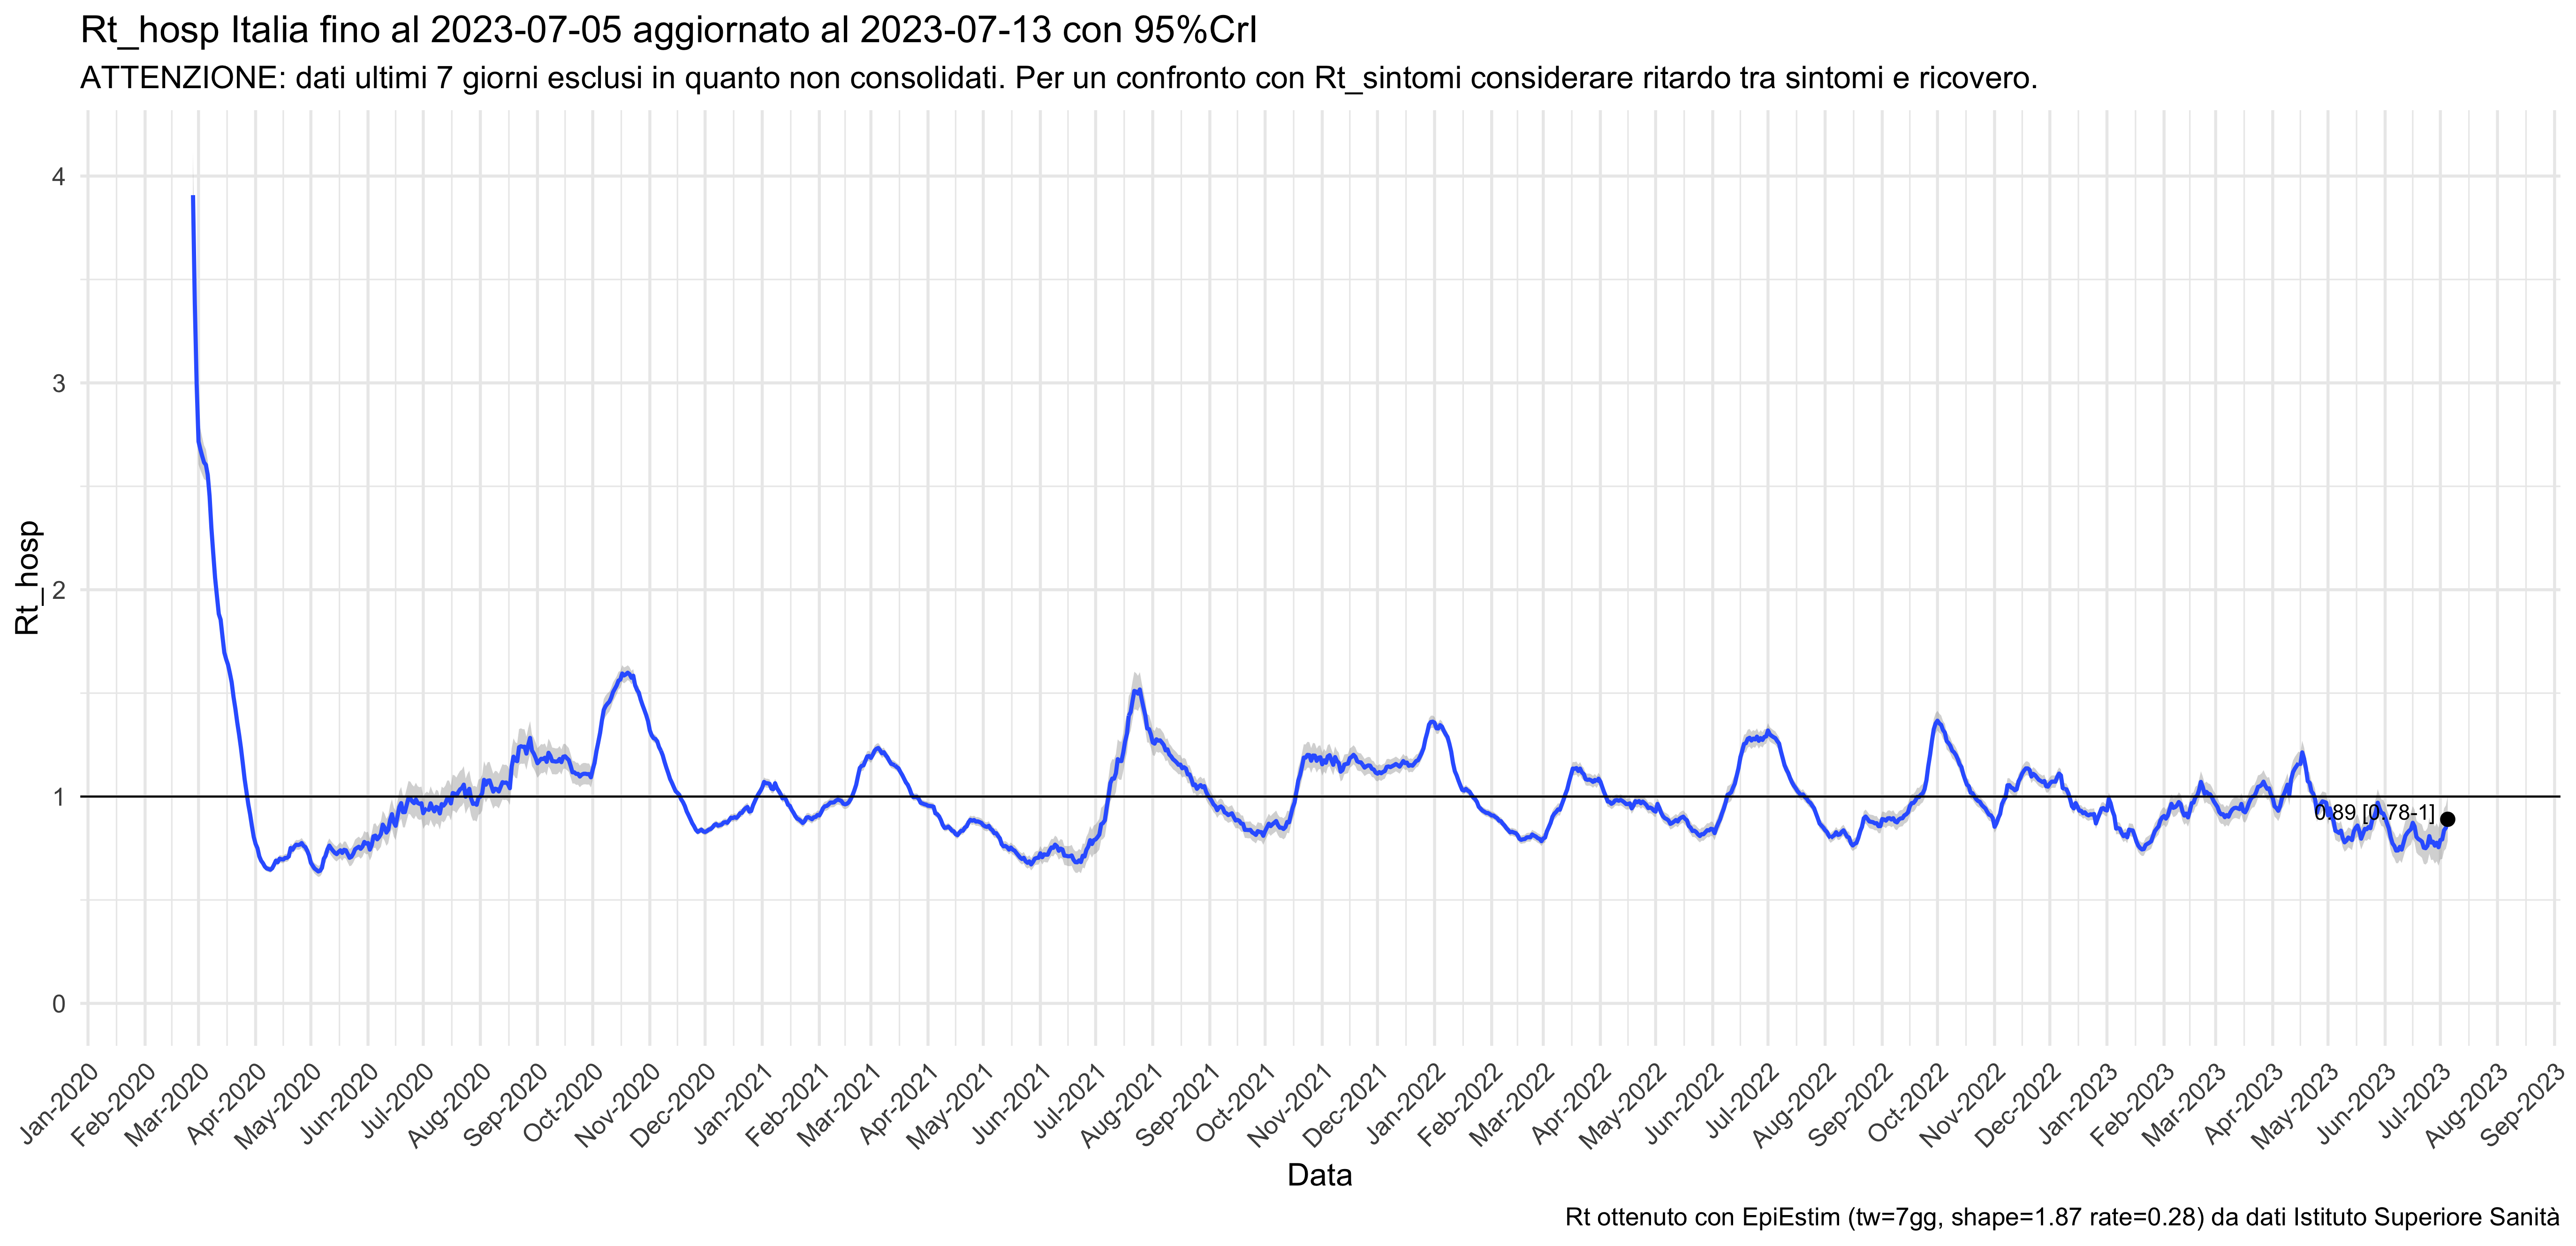 Rt_hosp Italia fino al 2023-07-05 aggiornato al 2023-07-13 con 95%CrI
ATTENZIONE: dati ultimi 7 giorni esclusi in quanto non consolidati. Per un confronto con Rt_sintomi considerare ritardo tra sintomi e ricovero.
Rt_hosp
4
3
2
1
0
0.89 [0.78-1]
Jan-2020
Feb-2020
Mar-2020
Apr-2020
May-2020
Jun-2020
Jul-2020
Aug-2020
Sep-2020
Oct-2020
Nov-2020
Dec-2020
Jan-2021
Feb-2021
Mar-2021
Apr-2021
May-2021
Jun-2021
Jul-2021
Aug-2021
Sep-2021
Oct-2021
Nov-2021
Dec-2021
Jan-2022
Feb-2022
Mar-2022
Apr-2022
May-2022
Jun-2022
Jul-2022
Aug-2022
Sep-2022
Oct-2022
Nov-2022
Dec-2022
Jan-2023
Feb-2023
Mar-2023
Apr-2023
May-2023
Jun-2023
Jul-2023
Aug-2023
Sep-2023
Data
Rt ottenuto con EpiEstim (tw=7gg, shape=1.87 rate=0.28) da dati Istituto Superiore Sanità